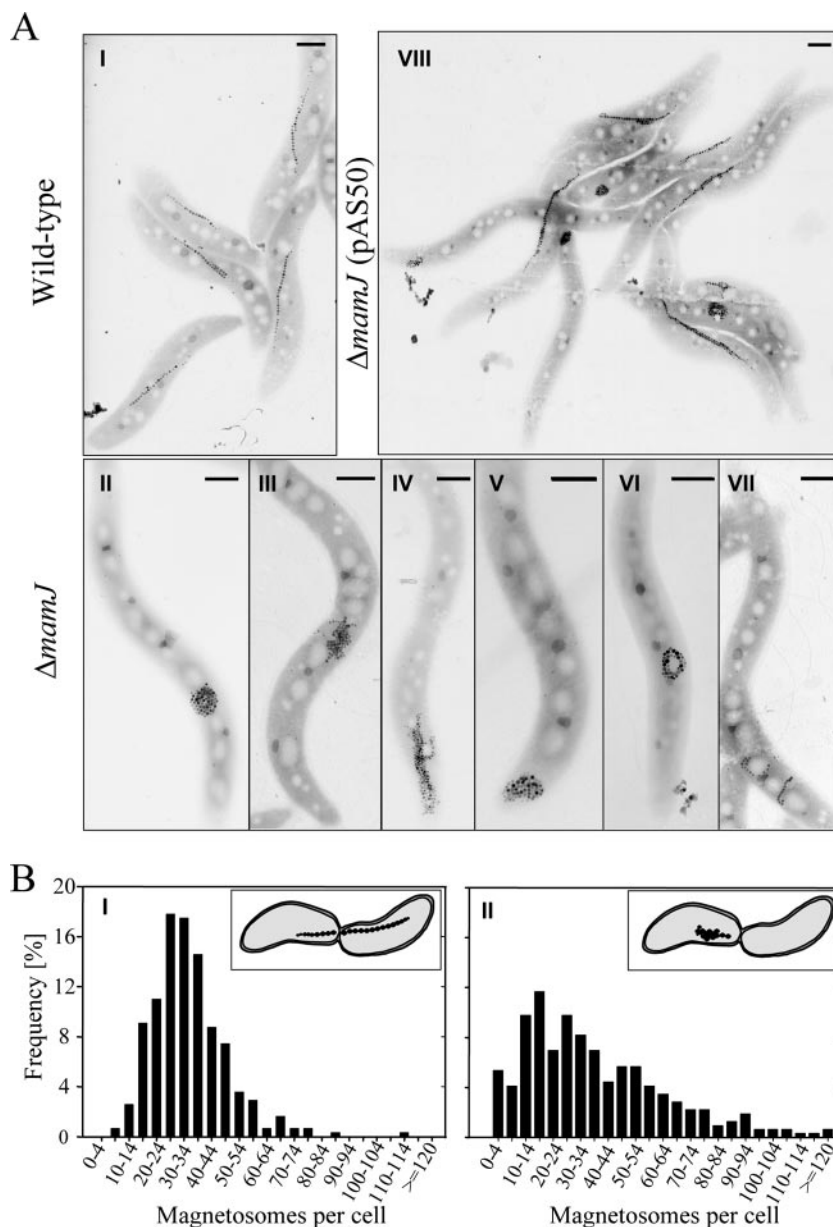 A
I
VIII
Wild-type
ΔmamJ (pAS50)
II
III
IV
V
VI
VII
ΔmamJ
B
20
16
12
8
4
0
Frequency [%]
I
II
0-4
10-14
20-24
30-34
40-44
50-54
60-64
70-74
80-84
90-94
100-104
110-114
>=120
Magnetosomes per cell
0-4
10-14
20-24
30-34
40-44
50-54
60-64
70-74
80-84
90-94
100-104
110-114
>=120
Magnetosomes per cell